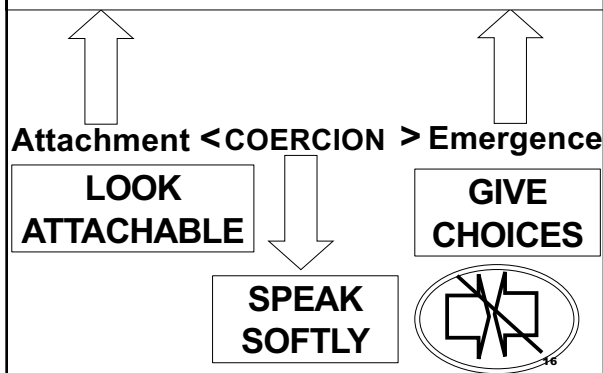 Attachment < COERCION > Emergence
LOOK
ATTACHABLE
GIVE
CHOICES
SPEAK
SOFTLY
16